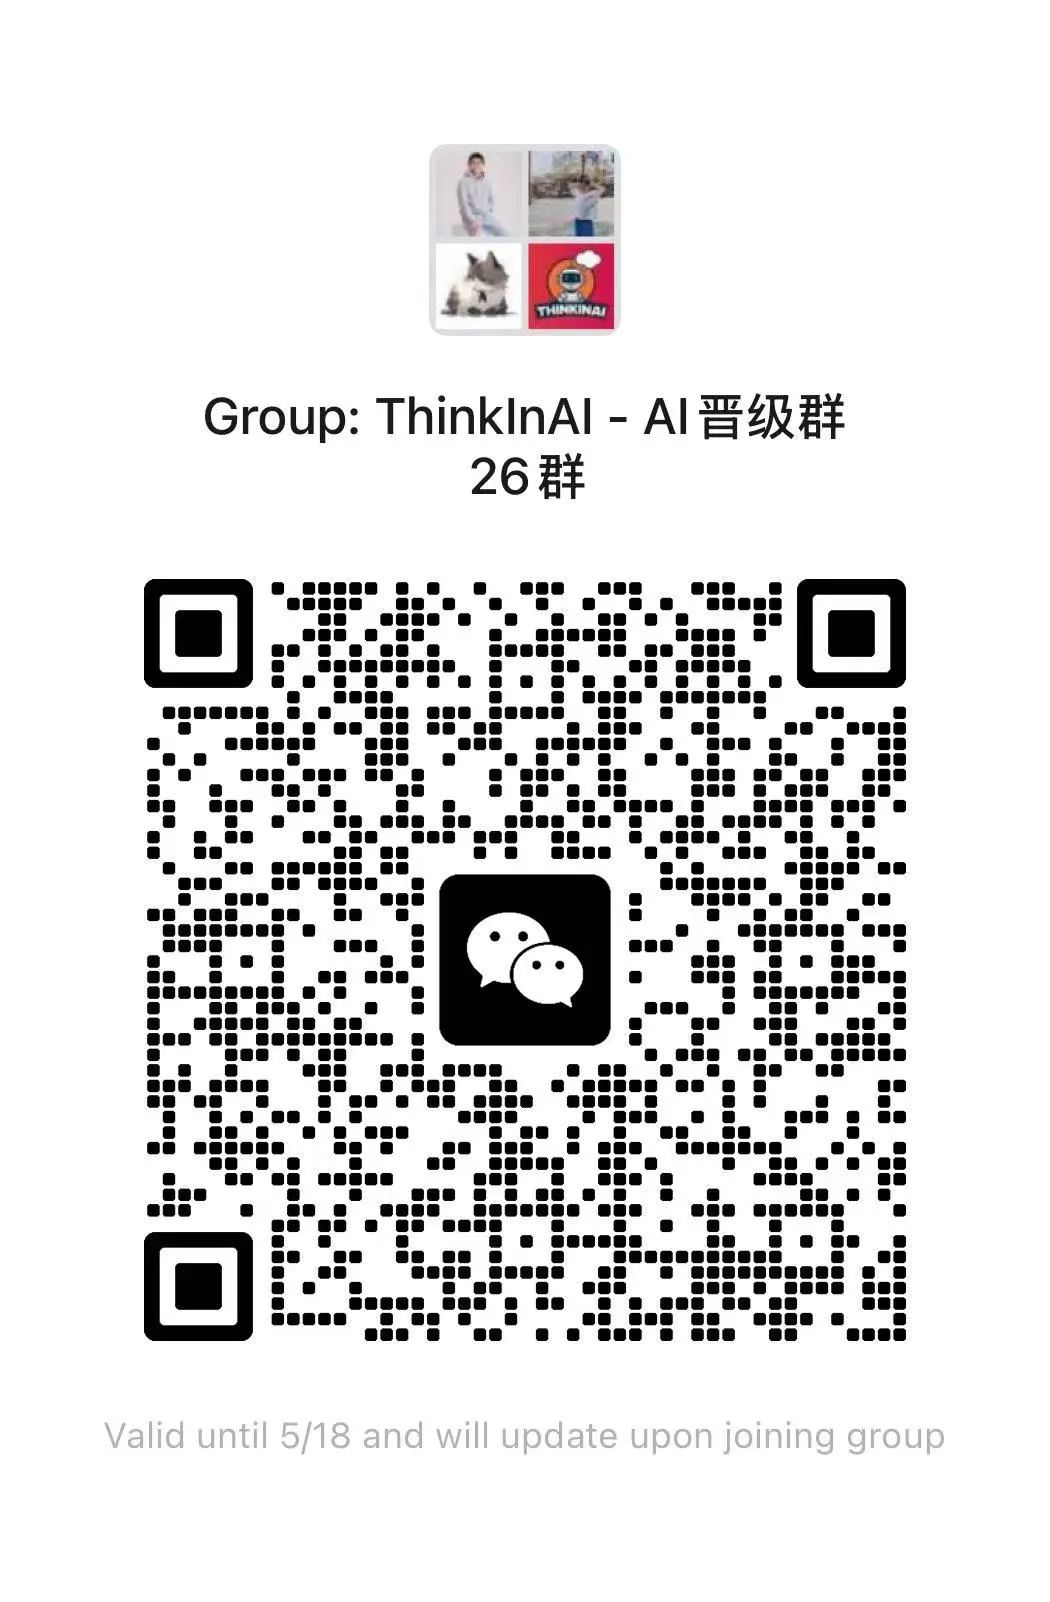 THINKINAI
Group: ThinkInAI - AI晋级群
26群
Valid until 5/18 and will update upon joining group